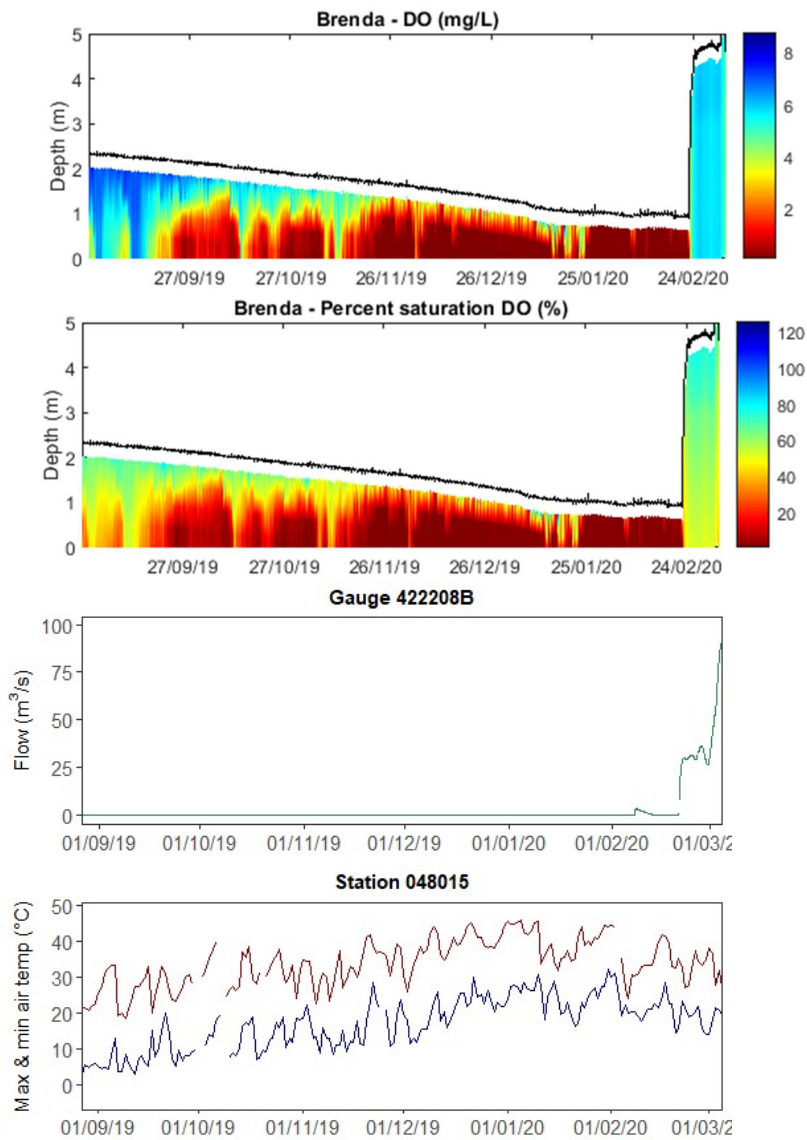 Brenda - DO (mg/L)
5
4
3
2
1
0
Depth (m)
8
6
4
2
27/09/19 27/10/19 26/11/19 26/12/19 25/01/20 24/02/20
Brenda - Percent saturation DO (%)
5
4
3
2
1
0
Depth (m)
120
100
80
60
40
20
27/09/19 27/10/19 26/11/19 26/12/19 25/01/20 24/02/20
Gauge 422208B
100
75
50
25
0
Flow (m³/s)
01/09/19 01/10/19 01/11/19 01/12/19 01/01/20 01/02/20 01/03/2
Station 048015
50
40
30
20
10
0
Max & min air temp (°C)
01/09/19 01/10/19 01/11/19 01/12/19 01/01/20 01/02/20 01/03/2